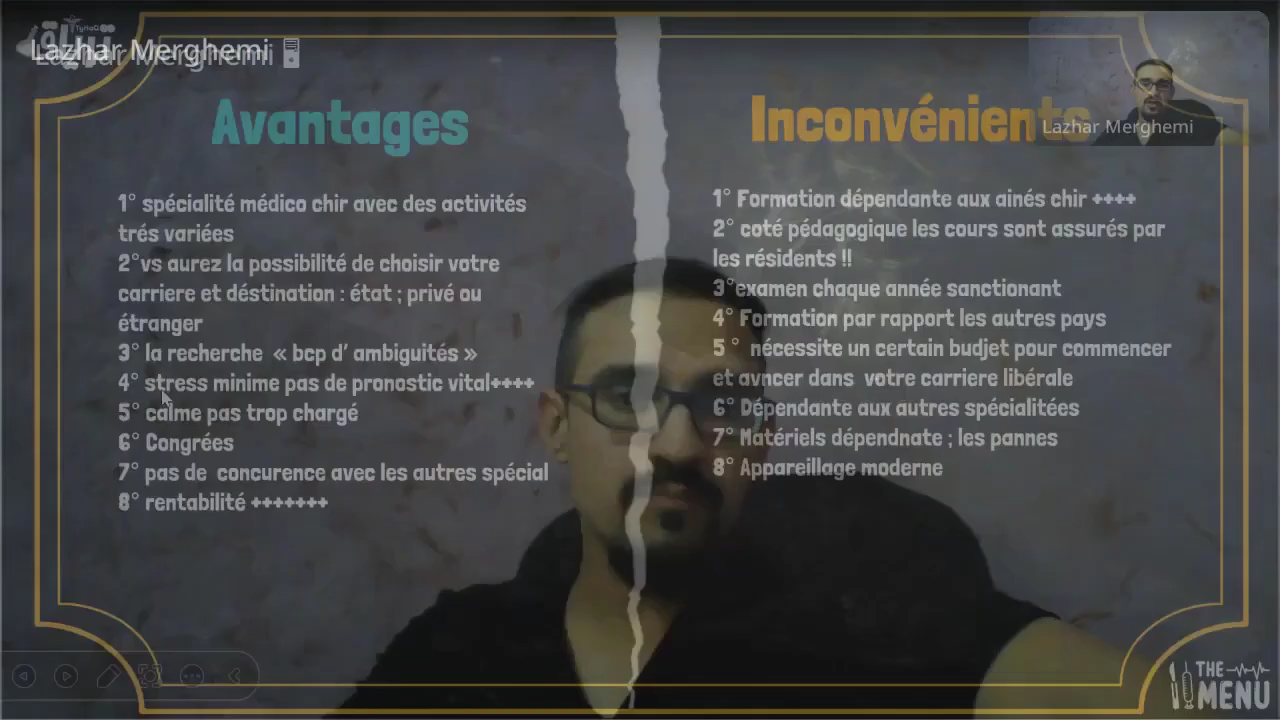 Lazhar Merghemi
Lazhar Merghemi
Avantages
1° spécialité médico chir avec des activités
trés variées
2°vs aurez la possibilité de choisir votre
carriere et déstination : état ; privé ou
étranger
3° la recherche « bcp d' ambiguités »
4° stress minime pas de pronostic vital++++
5° calme pas trop chargé
6° Congrées
7° pas de concurence avec les autres spécial
8° rentabilité +++++++
Inconvénients
1° Formation dépendante aux ainés chir ++++
2° coté pédagogique les cours sont assurés par
les résidents !!
3°examen chaque année sanctionant
4° Formation par rapport les autres pays
5 ° nécessite un certain budjet pour commencer
et avncer dans votre carriere libérale
6° Dépendante aux autres spécialitées
7° Matériels dépendnate ; les pannes
8° Appareillage moderne
THE
MENU